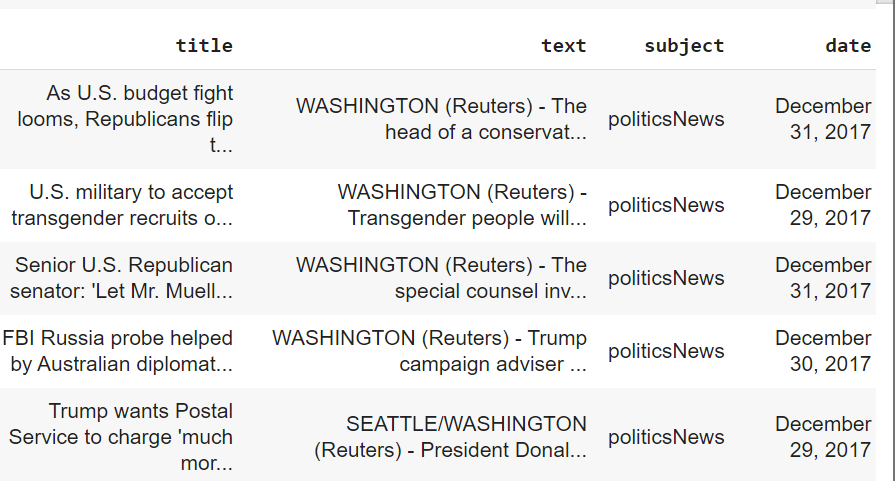 title text subject date
As U.S. budget fight
looms, Republicans flip
t...
WASHINGTON (Reuters) - The
head of a conservat...
politicsNews
December
31, 2017
U.S. military to accept
transgender recruits o...
WASHINGTON (Reuters) -
Transgender people will...
politicsNews
December
29, 2017
Senior U.S. Republican
senator: 'Let Mr. Muell...
WASHINGTON (Reuters) - The
special counsel inv...
politicsNews
December
31, 2017
FBI Russia probe helped
by Australian diplomat...
WASHINGTON (Reuters) - Trump
campaign adviser ...
politicsNews
December
30, 2017
Trump wants Postal
Service to charge 'much
mor...
SEATTLE/WASHINGTON
(Reuters) - President Donal...
politicsNews
December
29, 2017